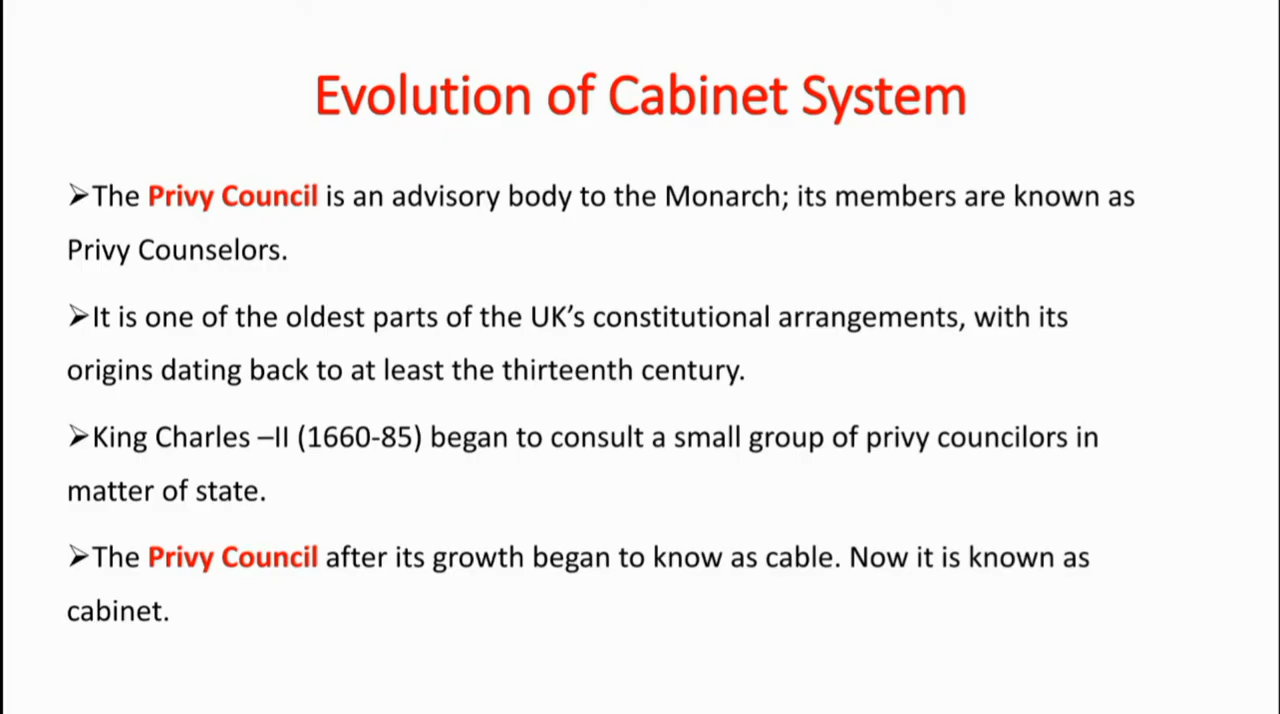 Evolution of Cabinet System
➢The Privy Council is an advisory body to the Monarch; its members are known as
Privy Counselors.
➢It is one of the oldest parts of the UK’s constitutional arrangements, with its
origins dating back to at least the thirteenth century.
➢King Charles –II (1660-85) began to consult a small group of privy councilors in
matter of state.
➢The Privy Council after its growth began to know as cable. Now it is known as
cabinet.